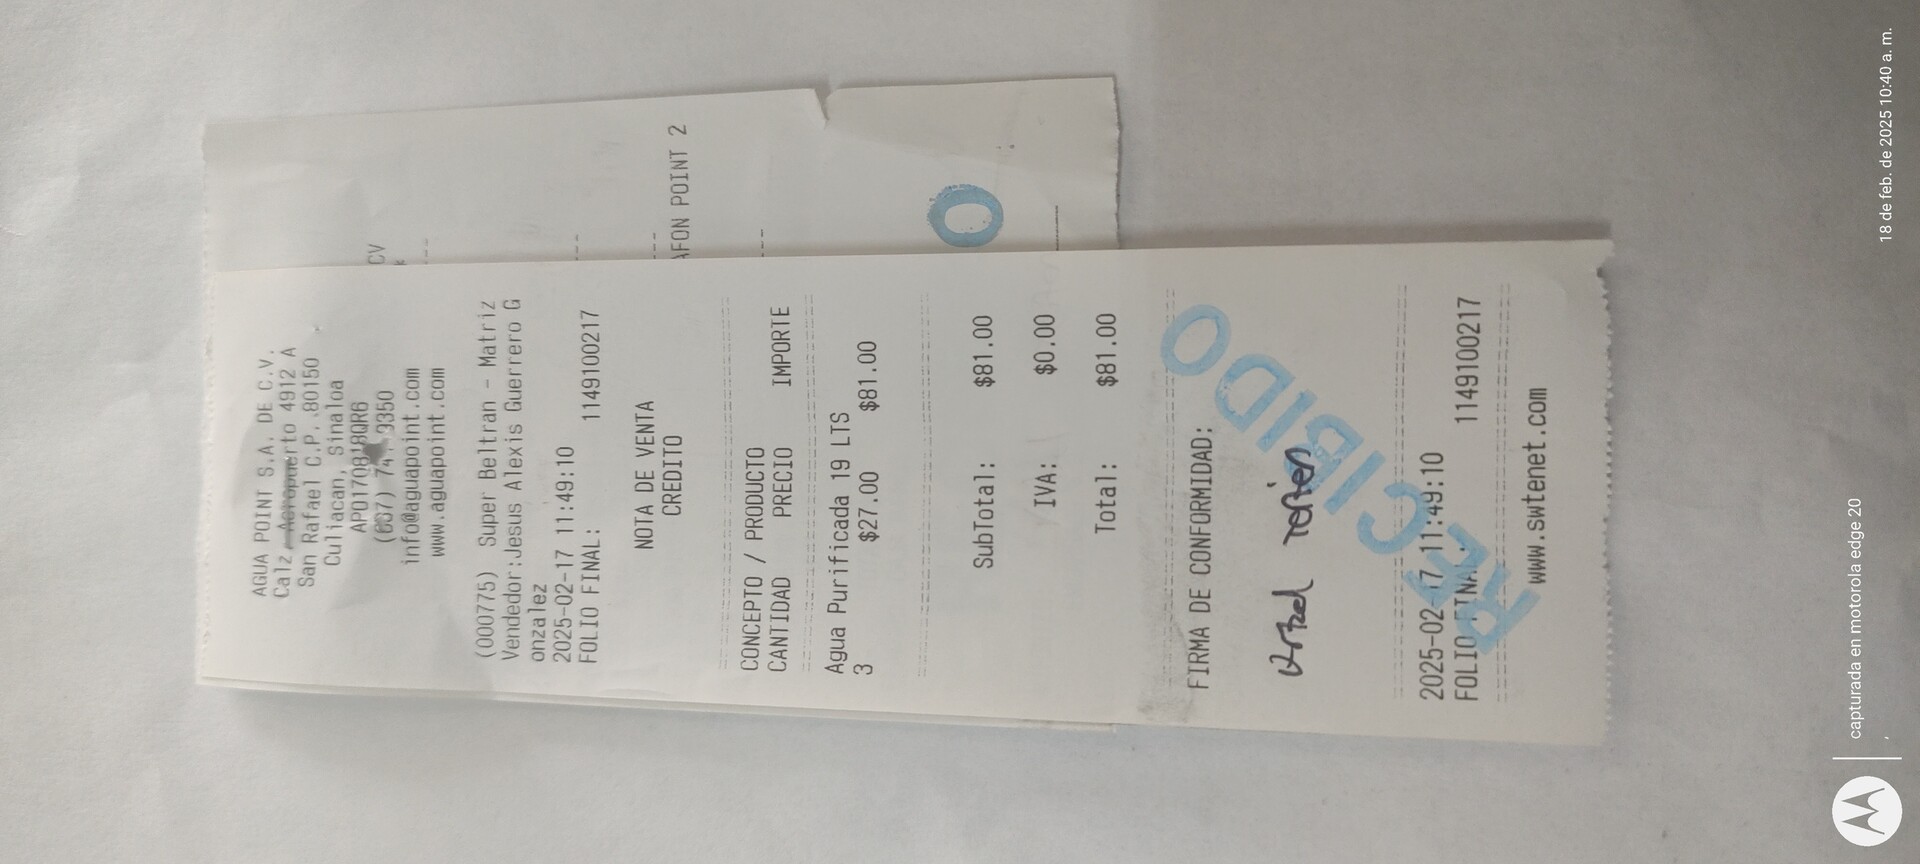 AGUA POINT S.A. DE C.V.
Calz. Aeropuerto 4912 A
San Rafael C.P. 80150
Culiacan, Sinaloa
(667) 3350
info@aguapoint.com
www.aguapoint.com
(000775) Super Beltran - Matriz
Vendedor:Jesus Alexis Guerrero G
onzalez
2025-02-17 11:49:10
FOLIO FINAL: 1149100217
NOTA DE VENTA
CREDITO
CONCEPTO / PRODUCTO
CANTIDAD PRECIO IMPORTE
Agua Purificada 19 LTS
3 $27.00 $81.00
SubTotal: $81.00
IVA: $0.00
Total: $81.00
FIRMA DE CONFORMIDAD:
RECIBIDO
2025-02-17 11:49:10
FOLIO FINAL: 1149100217
www.swtenet.com
CV
AFON POINT 2
O
capturada en motorola edge 20
18 de feb. de 2025 10:40 a. m.